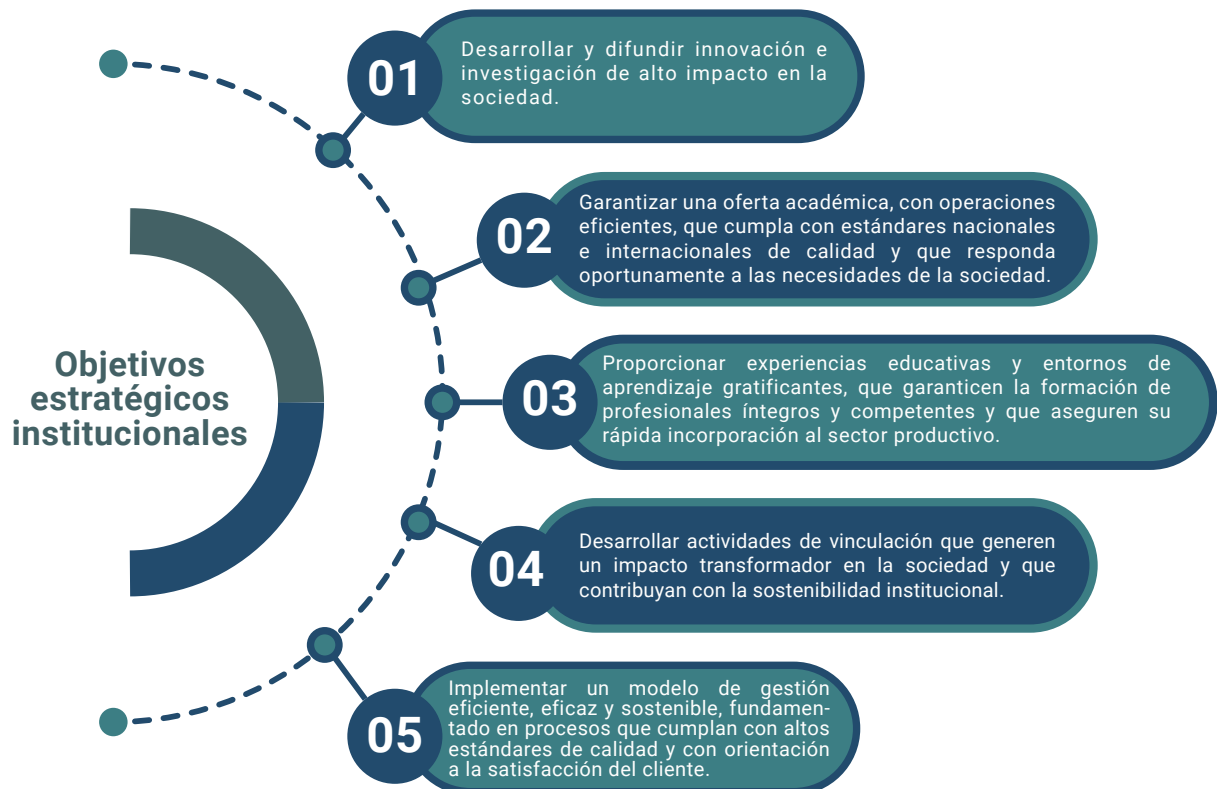 Objetivos
estratégicos
institucionales
01
Desarrollar y difundir innovación e
investigación de alto impacto en la
sociedad.
02
Garantizar una oferta académica, con operaciones
eficientes, que cumpla con estándares nacionales
e internacionales de calidad y que responda
oportunamente a las necesidades de la sociedad.
03
Proporcionar experiencias educativas y entornos de
aprendizaje gratificantes, que garanticen la formación de
profesionales íntegros y competentes y que aseguren su
rápida incorporación al sector productivo.
04
Desarrollar actividades de vinculación que generen
un impacto transformador en la sociedad y que
contribuyan con la sostenibilidad institucional.
05
Implementar un modelo de gestión
eficiente, eficaz y sostenible, fundamen-
tado en procesos que cumplan con altos
estándares de calidad y con orientación
a la satisfacción del cliente.